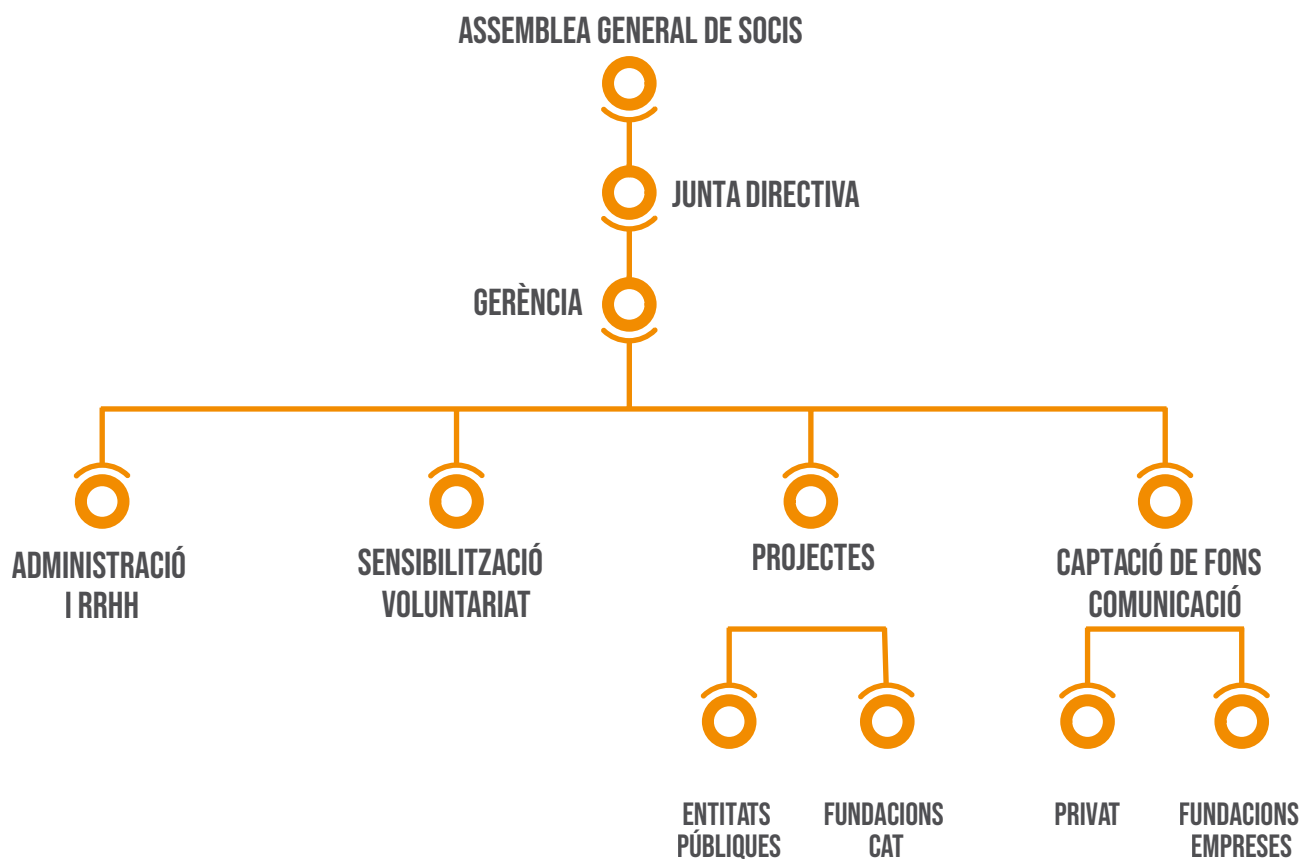 ASSEMBLEA GENERAL DE SOCIS
JUNTA DIRECTIVA
GERÈNCIA
ADMINISTRACIÓ
I RRHH
SENSIBILITZACIÓ
VOLUNTARIAT
PROJECTES
CAPTACIÓ DE FONS
COMUNICACIÓ
ENTITATS
PÚBLIQUES
FUNDACIONS
CAT
PRIVAT
FUNDACIONS
EMPRESES